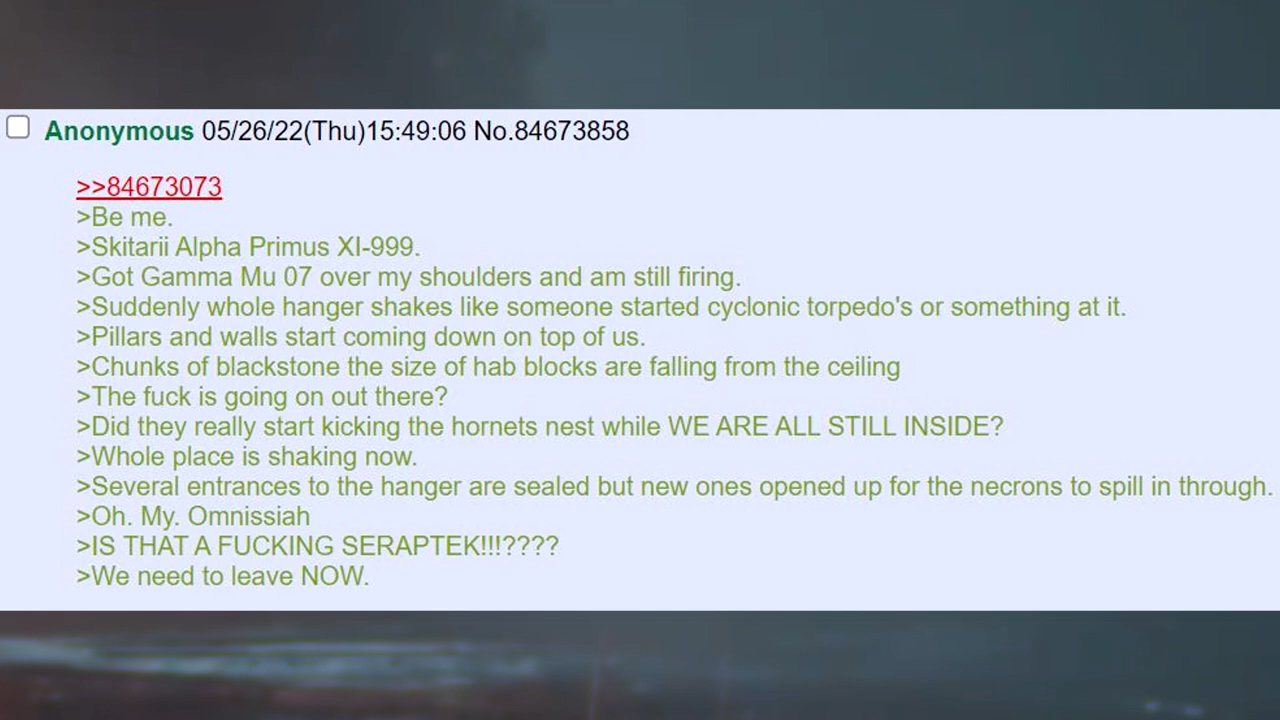 Anonymous 05/26/22(Thu)15:49:06 No.84673858
>>84673073
>Be me.
>Skitarii Alpha Primus XI-999.
>Got Gamma Mu 07 over my shoulders and am still firing.
>Suddenly whole hanger shakes like someone started cyclonic torpedo's or something at it.
>Pillars and walls start coming down on top of us.
>Chunks of blackstone the size of hab blocks are falling from the ceiling
>The fuck is going on out there?
>Did they really start kicking the hornets nest while WE ARE ALL STILL INSIDE?
>Whole place is shaking now.
>Several entrances to the hanger are sealed but new ones opened up for the necrons to spill in through.
>Oh. My. Omnissiah
>IS THAT A FUCKING SERAPTEK!!!????
>We need to leave NOW.